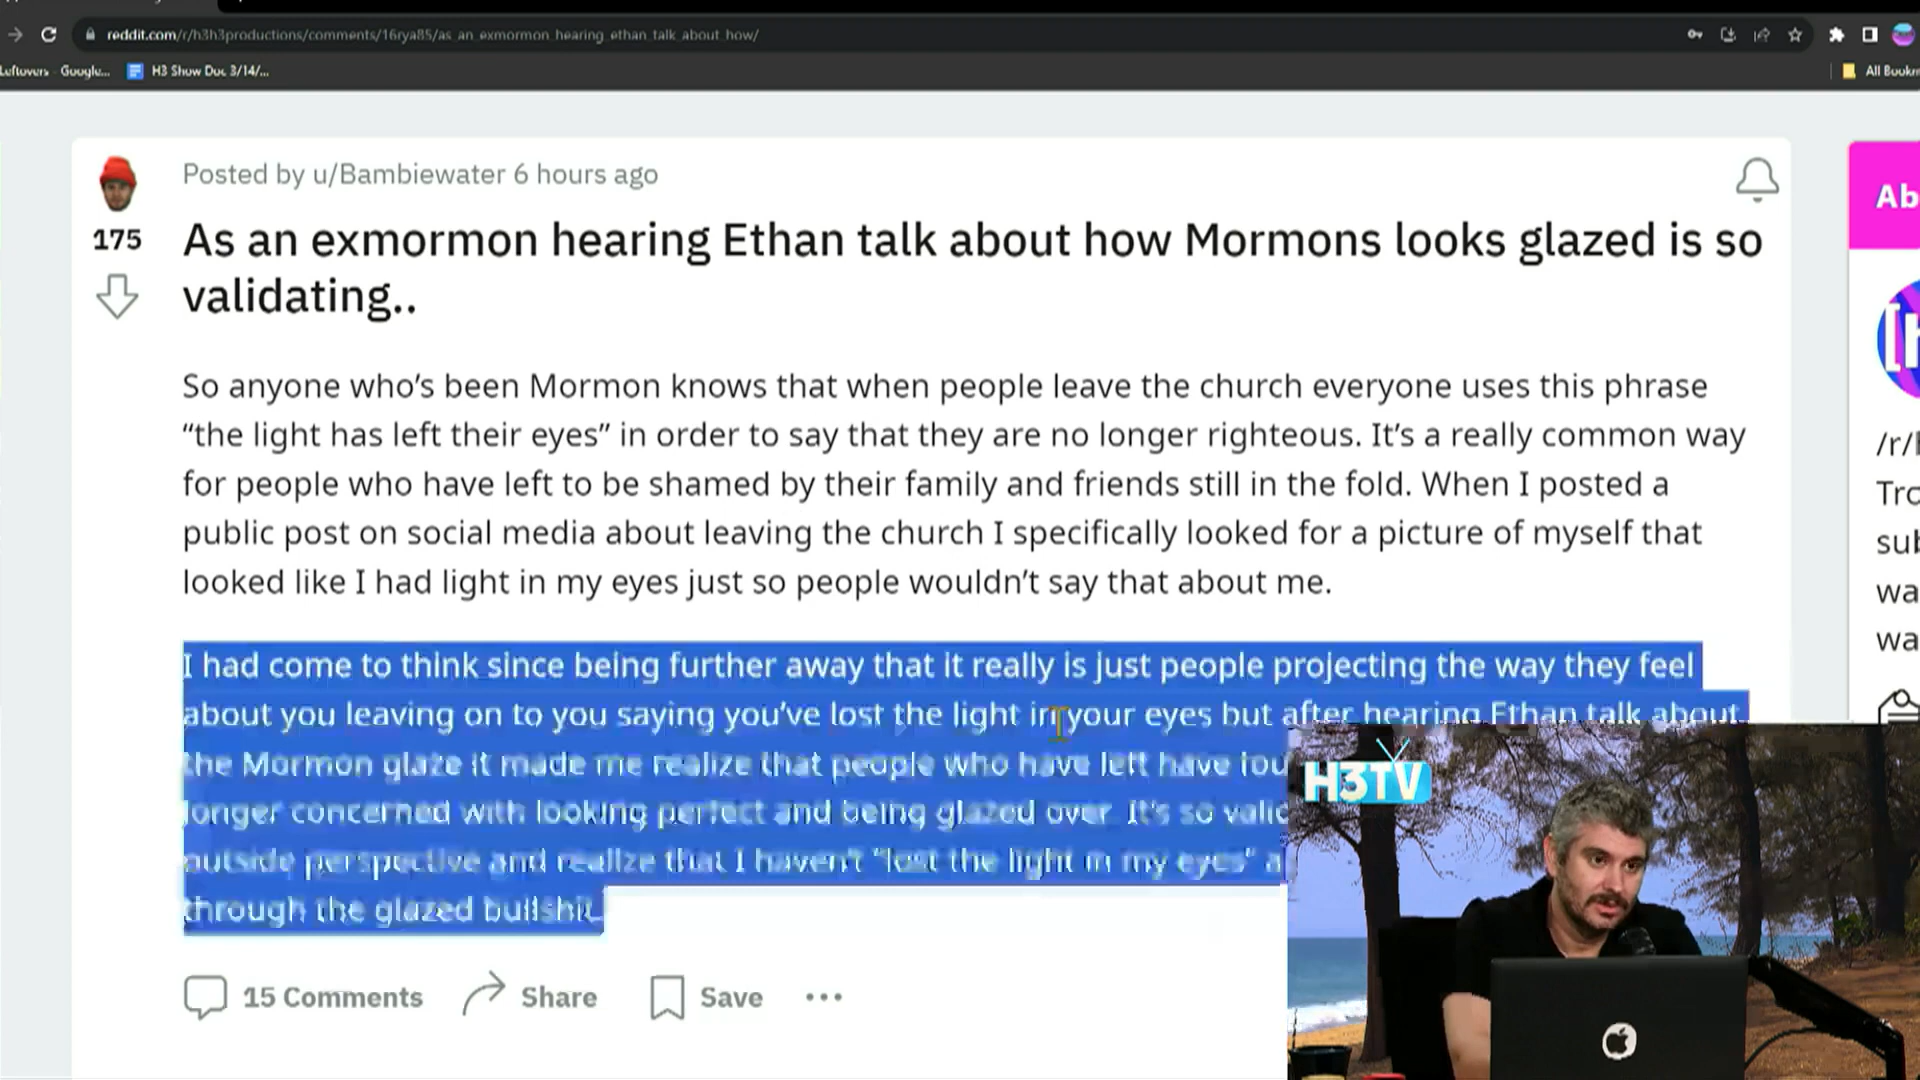 reddit.com/r/h3h3productions/comments/16rya85/as_an_exmormon_hearing_ethan_talk_about_how/
Leftovers - Google... H3 Show Doc 3/14/... All Bookm
Posted by u/Bambiewater 6 hours ago
175
As an exmormon hearing Ethan talk about how Mormons looks glazed is so
validating..
So anyone who's been Mormon knows that when people leave the church everyone uses this phrase
“the light has left their eyes” in order to say that they are no longer righteous. It's a really common way
for people who have left to be shamed by their family and friends still in the fold. When I posted a
public post on social media about leaving the church I specifically looked for a picture of myself that
looked like I had light in my eyes just so people wouldn't say that about me.
I had come to think since being further away that it really is just people projecting the way they feel
about you leaving on to you saying you've lost the light in your eyes but after hearing Ethan talk about
the Mormon glaze it made me realize that people who have left have
longer concerned with looking perfect and being glazed over. It's so
outside perspective and realize that I haven't “lost the light in my eyes”
through the glazed bullshit.
15 Comments Share Save
Ab
/r/
Tro
sub
wa
wa
H3TV